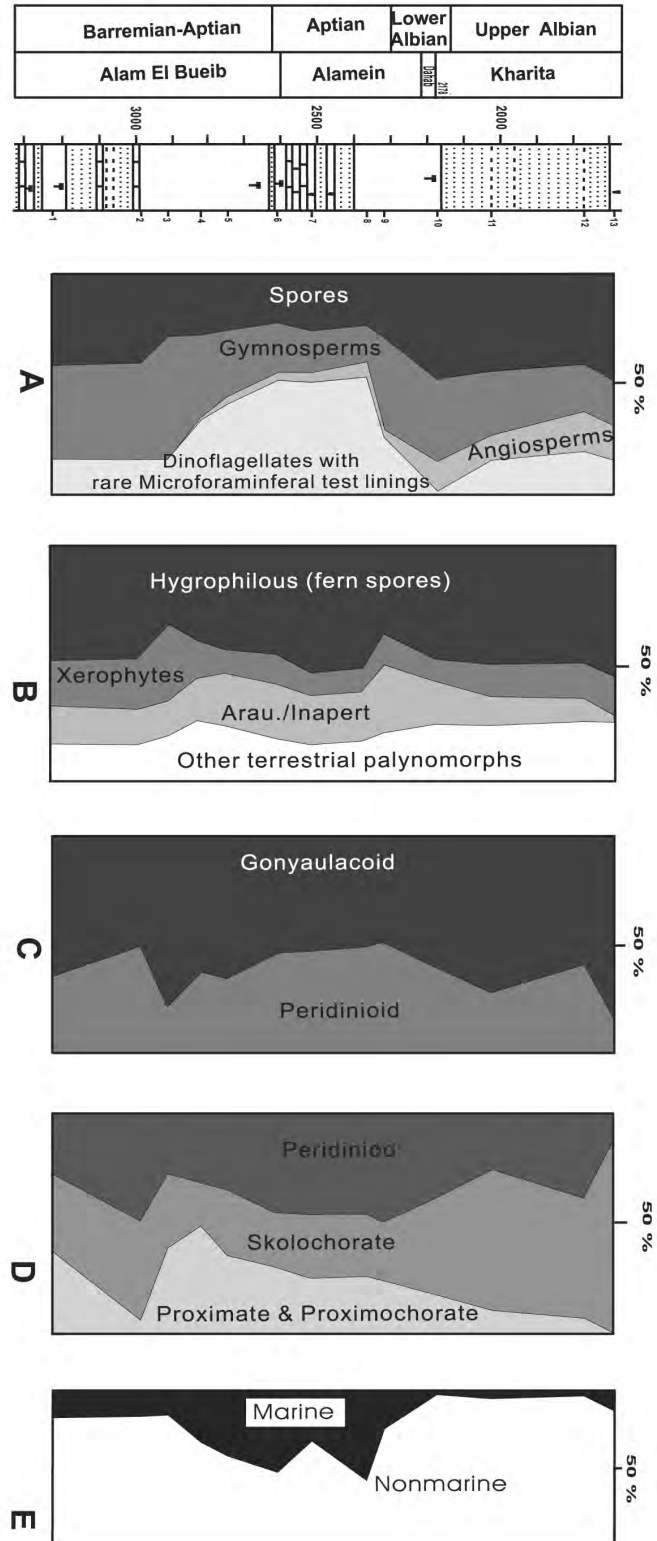 Barremian-Aptian
Aptian
Lower
Albian
Upper Albian
Alam El Bueib
Alamein
Dahab
2178
Kharita
3000
2500
2000
1
2
3
4
5
6
7
8
9
10
11
12
13
Spores
Gymnosperms
Angiosperms
Dinoflagellates with
rare Microforaminferal test linings
50 %
A
Hygrophilous (fern spores)
Xerophytes
Arau./Inapert
Other terrestrial palynomorphs
50 %
B
Gonyaulacoid
Peridinioid
50 %
C
Peridinioo
Skolochorate
Proximate & Proximochorate
50 %
D
Marine
Nonmarine
50 %
E